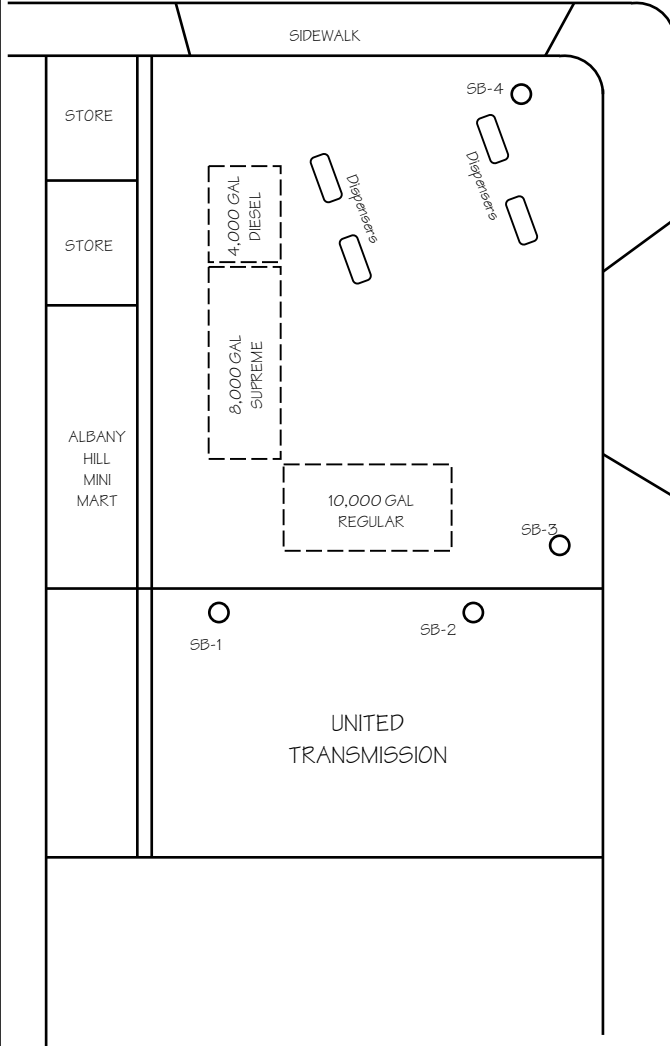 SIDEWALK
SB-4
STORE
Dispensers
Dispensers
4,000 GAL
DIESEL
STORE
8,000 GAL
SUPREME
ALBANY
HILL
MINI
MART
10,000 GAL
REGULAR
SB-3
SB-1
SB-2
UNITED
TRANSMISSION